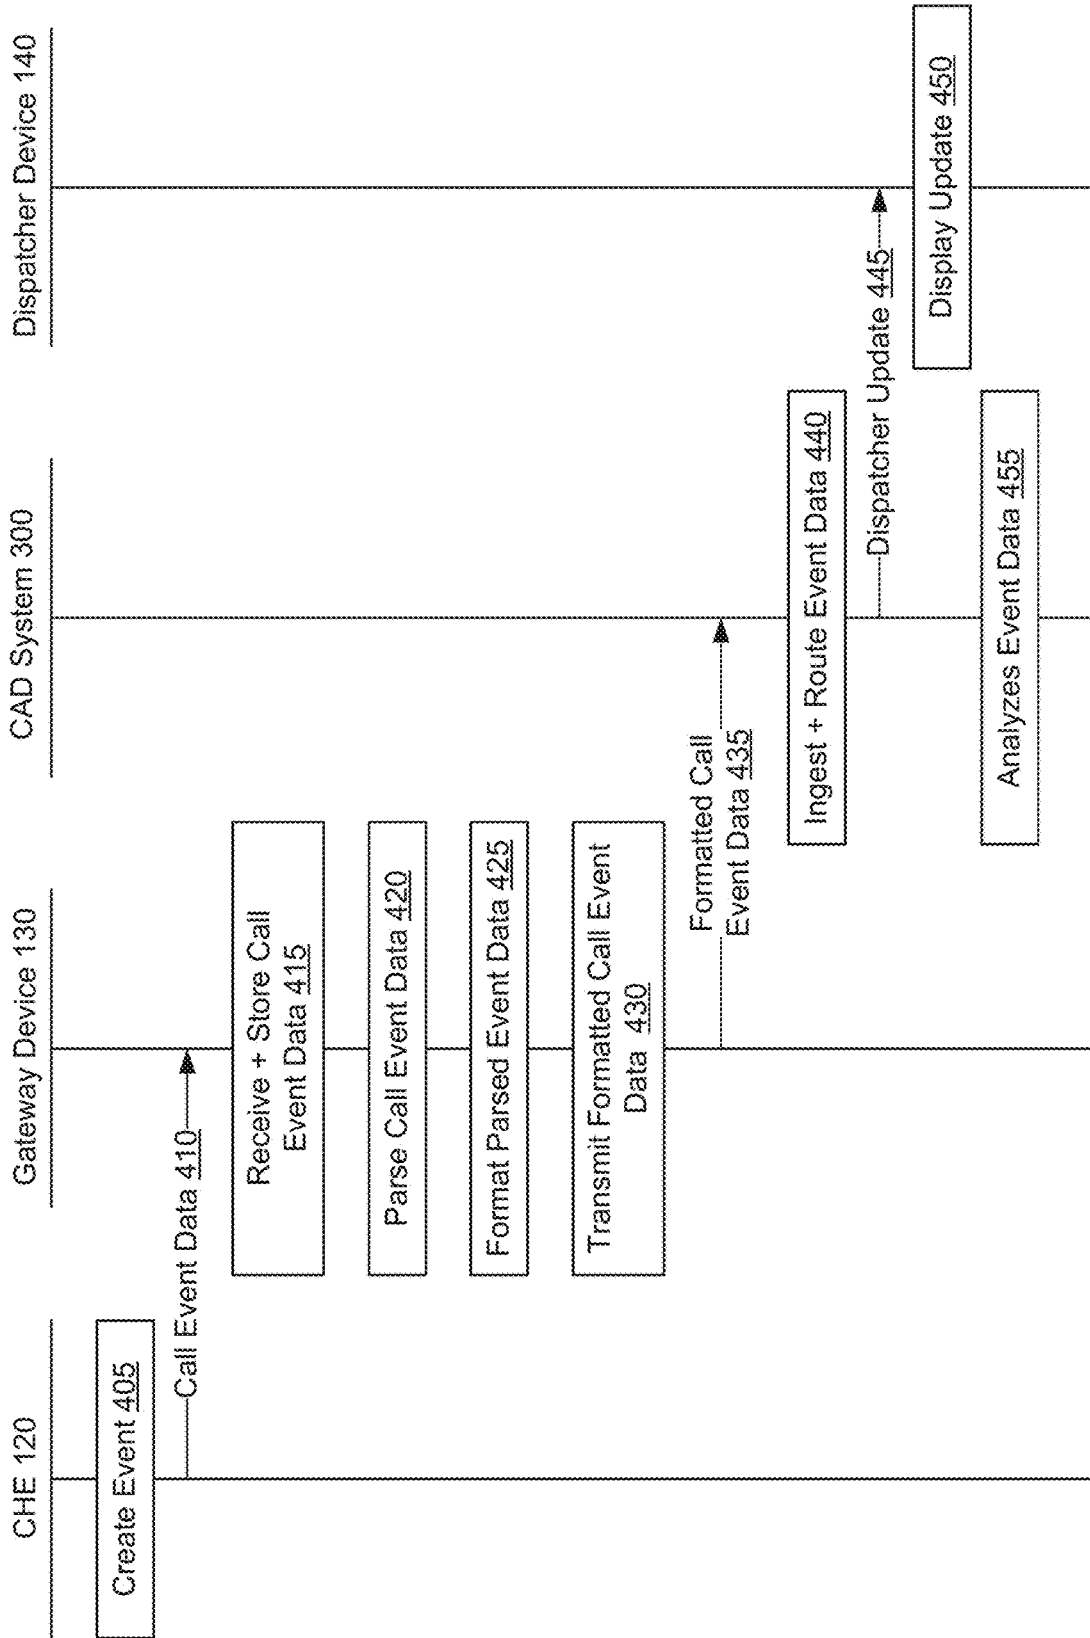 CHE 120
Gateway Device 130
CAD System 300
Dispatcher Device 140
Create Event 405
Call Event Data 410
Receive + Store Call
Event Data 415
Parse Call Event Data 420
Format Parsed Event Data 425
Transmit Formatted Call Event
Data 430
Formatted Call
Event Data 435
Ingest + Route Event Data 440
Dispatcher Update 445
Display Update 450
Analyzes Event Data 455